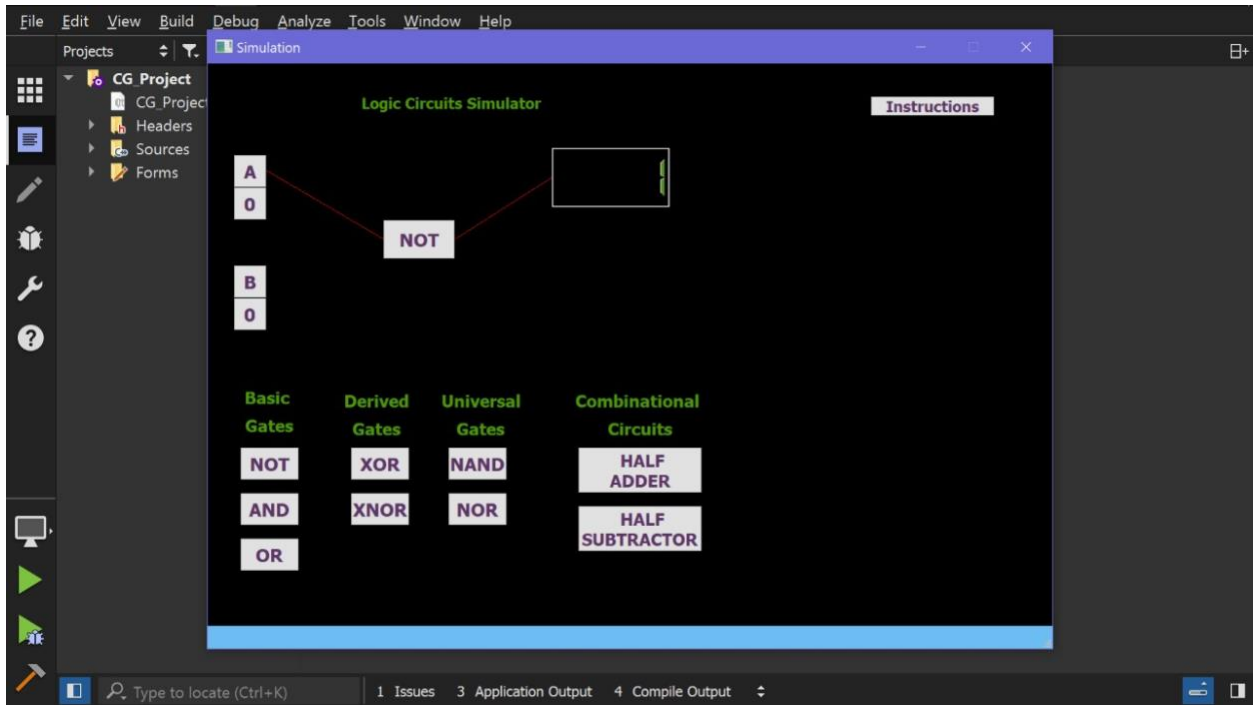 File Edit View Build Debug Analyze Tools Window Help
Projects
Simulation
CG_Project
CG_Projec
Headers
Sources
Forms
Logic Circuits Simulator
Instructions
A
0
NOT
B
0
Basic
Gates
Derived
Gates
Universal
Gates
Combinational
Circuits
NOT
XOR
NAND
HALF
ADDER
AND
XNOR
NOR
HALF
SUBTRACTOR
OR
Type to locate (Ctrl+K)
1 Issues 3 Application Output 4 Compile Output